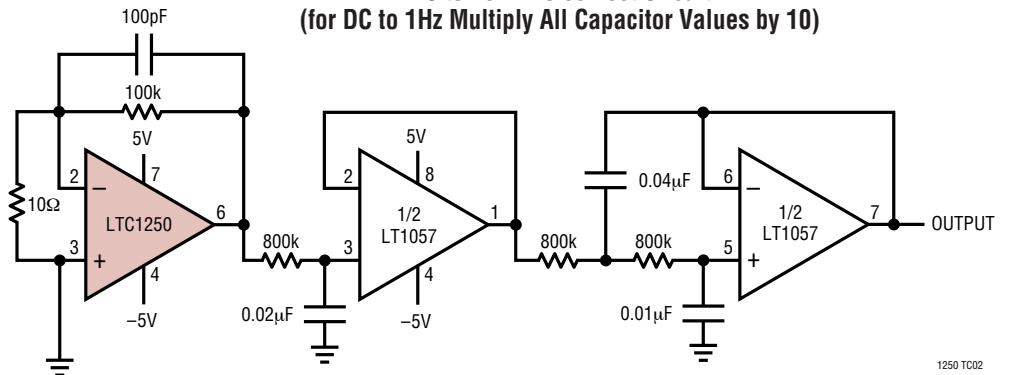 (for DC to 1Hz Multiply All Capacitor Values by 10)
100pF
100k
5V
7
2
−
10Ω
LTC1250
6
3
+
4
−5V
800k
0.02µF
5V
8
2
3
1/2
LT1057
1
4
−5V
800k
0.04µF
800k
0.01µF
6
−
1/2
LT1057
7
5
+
OUTPUT
1250 TC02